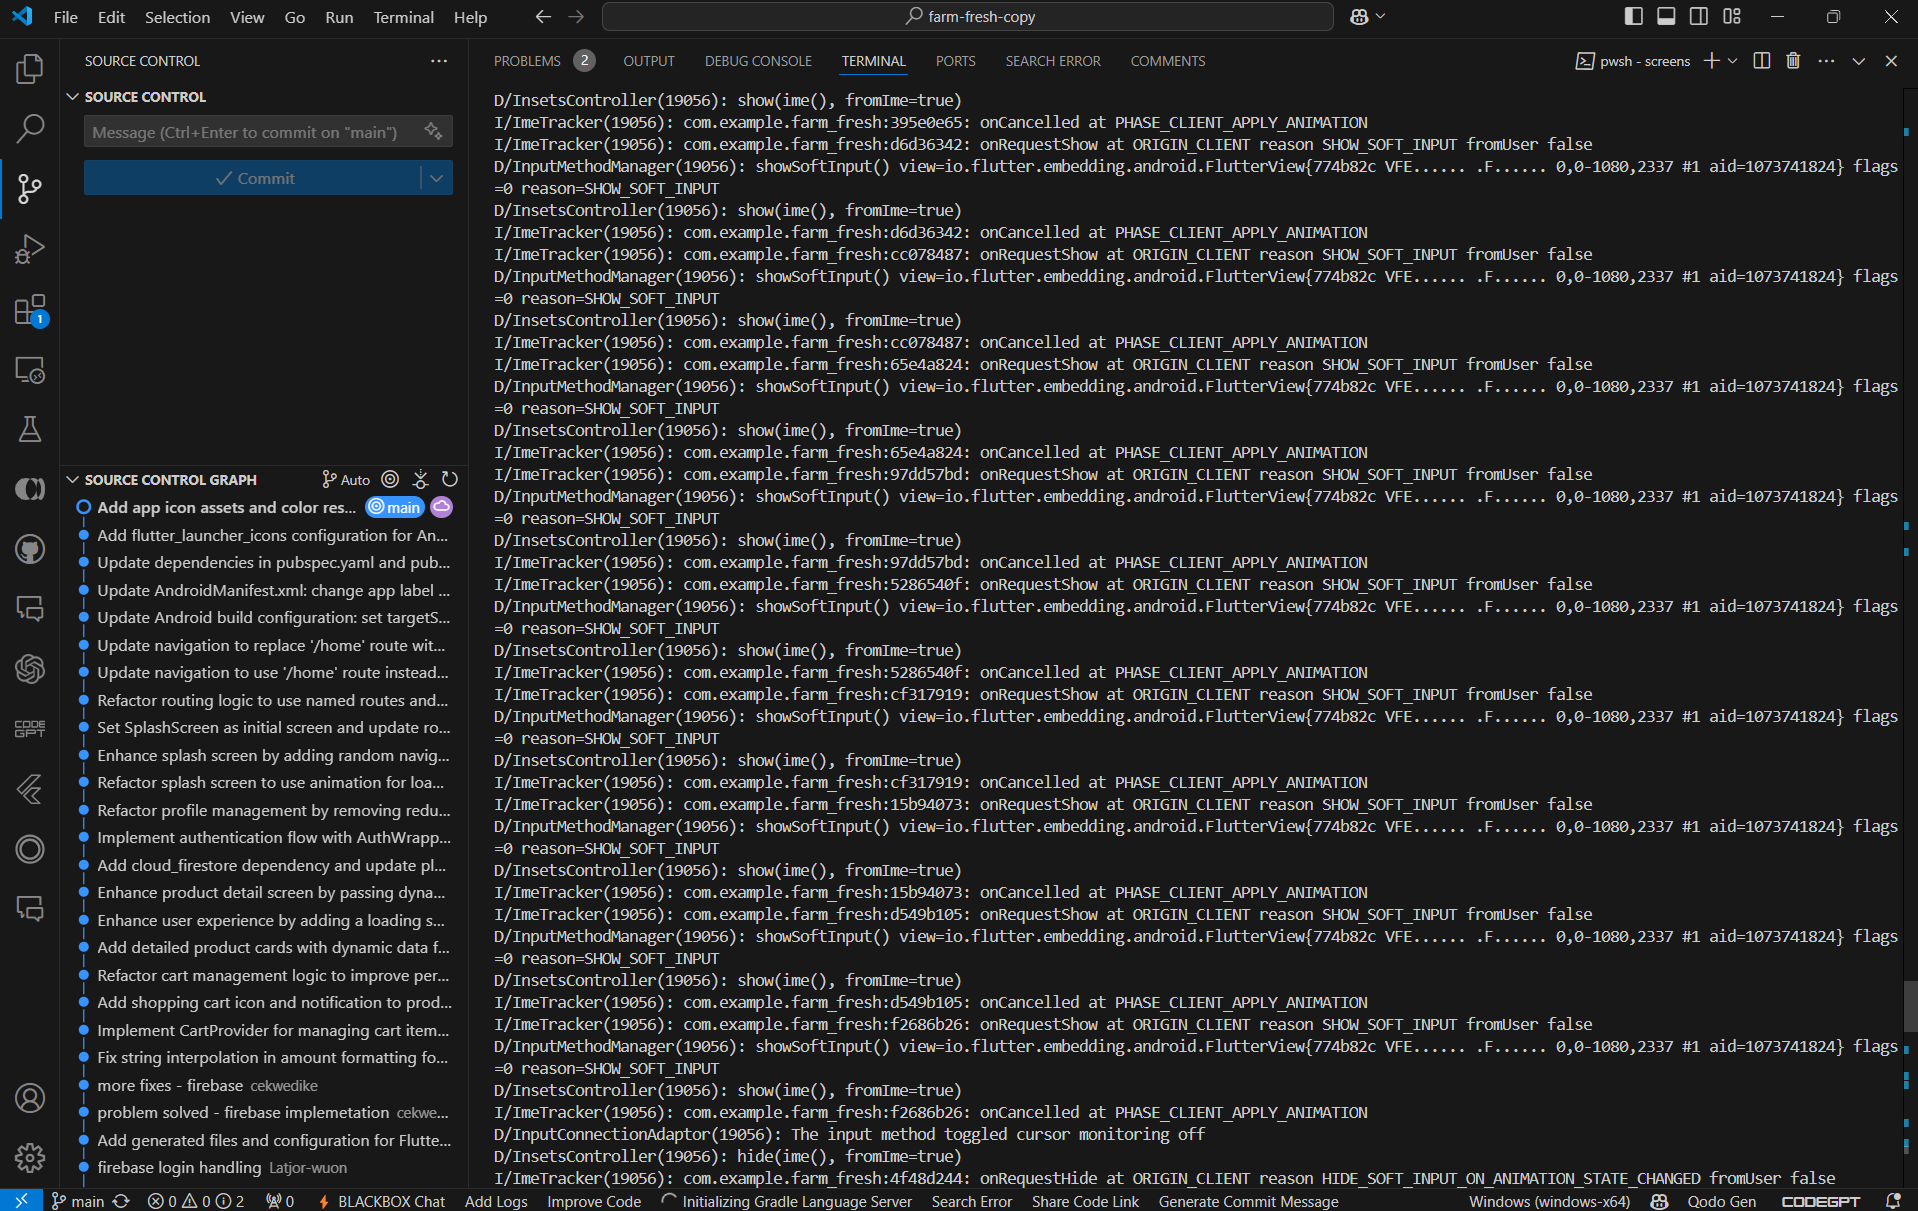 File Edit Selection View Go Run Terminal Help
farm-fresh-copy
SOURCE CONTROL
SOURCE CONTROL
Message (Ctrl+Enter to commit on "main")
Commit
1
CODE
GPT
SOURCE CONTROL GRAPH Auto
Add app icon assets and color res... main
Add flutter_launcher_icons configuration for An...
Update dependencies in pubspec.yaml and pub...
Update AndroidManifest.xml: change app label ...
Update Android build configuration: set targetS...
Update navigation to replace '/home' route wit...
Update navigation to use '/home' route instead...
Refactor routing logic to use named routes and...
Set SplashScreen as initial screen and update ro...
Enhance splash screen by adding random navig...
Refactor splash screen to use animation for loa...
Refactor profile management by removing redu...
Implement authentication flow with AuthWrapp...
Add cloud_firestore dependency and update pl...
Enhance product detail screen by passing dyna...
Enhance user experience by adding a loading s...
Add detailed product cards with dynamic data f...
Refactor cart management logic to improve per...
Add shopping cart icon and notification to prod...
Implement CartProvider for managing cart item...
Fix string interpolation in amount formatting fo...
more fixes - firebase cekwedike
problem solved - firebase implemetation cekwe...
Add generated files and configuration for Flutte...
firebase login handling Latjor-wuon
PROBLEMS 2 OUTPUT DEBUG CONSOLE TERMINAL PORTS SEARCH ERROR COMMENTS
pwsh - screens
D/InsetsController(19056): show(ime(), fromIme=true)
I/ImeTracker(19056): com.example.farm_fresh:395e0e65: onCancelled at PHASE_CLIENT_APPLY_ANIMATION
I/ImeTracker(19056): com.example.farm_fresh:d6d36342: onRequestShow at ORIGIN_CLIENT reason SHOW_SOFT_INPUT fromUser false
D/InputMethodManager(19056): showSoftInput() view=io.flutter.embedding.android.FlutterView{774b82c VFE...... .F...... 0,0-1080,2337 #1 aid=1073741824} flags
=0 reason=SHOW_SOFT_INPUT
D/InsetsController(19056): show(ime(), fromIme=true)
I/ImeTracker(19056): com.example.farm_fresh:d6d36342: onCancelled at PHASE_CLIENT_APPLY_ANIMATION
I/ImeTracker(19056): com.example.farm_fresh:cc078487: onRequestShow at ORIGIN_CLIENT reason SHOW_SOFT_INPUT fromUser false
D/InputMethodManager(19056): showSoftInput() view=io.flutter.embedding.android.FlutterView{774b82c VFE...... .F...... 0,0-1080,2337 #1 aid=1073741824} flags
=0 reason=SHOW_SOFT_INPUT
D/InsetsController(19056): show(ime(), fromIme=true)
I/ImeTracker(19056): com.example.farm_fresh:cc078487: onCancelled at PHASE_CLIENT_APPLY_ANIMATION
I/ImeTracker(19056): com.example.farm_fresh:65e4a824: onRequestShow at ORIGIN_CLIENT reason SHOW_SOFT_INPUT fromUser false
D/InputMethodManager(19056): showSoftInput() view=io.flutter.embedding.android.FlutterView{774b82c VFE...... .F...... 0,0-1080,2337 #1 aid=1073741824} flags
=0 reason=SHOW_SOFT_INPUT
D/InsetsController(19056): show(ime(), fromIme=true)
I/ImeTracker(19056): com.example.farm_fresh:65e4a824: onCancelled at PHASE_CLIENT_APPLY_ANIMATION
I/ImeTracker(19056): com.example.farm_fresh:97dd57bd: onRequestShow at ORIGIN_CLIENT reason SHOW_SOFT_INPUT fromUser false
D/InputMethodManager(19056): showSoftInput() view=io.flutter.embedding.android.FlutterView{774b82c VFE...... .F...... 0,0-1080,2337 #1 aid=1073741824} flags
=0 reason=SHOW_SOFT_INPUT
D/InsetsController(19056): show(ime(), fromIme=true)
I/ImeTracker(19056): com.example.farm_fresh:97dd57bd: onCancelled at PHASE_CLIENT_APPLY_ANIMATION
I/ImeTracker(19056): com.example.farm_fresh:5286540f: onRequestShow at ORIGIN_CLIENT reason SHOW_SOFT_INPUT fromUser false
D/InputMethodManager(19056): showSoftInput() view=io.flutter.embedding.android.FlutterView{774b82c VFE...... .F...... 0,0-1080,2337 #1 aid=1073741824} flags
=0 reason=SHOW_SOFT_INPUT
D/InsetsController(19056): show(ime(), fromIme=true)
I/ImeTracker(19056): com.example.farm_fresh:5286540f: onCancelled at PHASE_CLIENT_APPLY_ANIMATION
I/ImeTracker(19056): com.example.farm_fresh:cf317919: onRequestShow at ORIGIN_CLIENT reason SHOW_SOFT_INPUT fromUser false
D/InputMethodManager(19056): showSoftInput() view=io.flutter.embedding.android.FlutterView{774b82c VFE...... .F...... 0,0-1080,2337 #1 aid=1073741824} flags
=0 reason=SHOW_SOFT_INPUT
D/InsetsController(19056): show(ime(), fromIme=true)
I/ImeTracker(19056): com.example.farm_fresh:cf317919: onCancelled at PHASE_CLIENT_APPLY_ANIMATION
I/ImeTracker(19056): com.example.farm_fresh:15b94073: onRequestShow at ORIGIN_CLIENT reason SHOW_SOFT_INPUT fromUser false
D/InputMethodManager(19056): showSoftInput() view=io.flutter.embedding.android.FlutterView{774b82c VFE...... .F...... 0,0-1080,2337 #1 aid=1073741824} flags
=0 reason=SHOW_SOFT_INPUT
D/InsetsController(19056): show(ime(), fromIme=true)
I/ImeTracker(19056): com.example.farm_fresh:15b94073: onCancelled at PHASE_CLIENT_APPLY_ANIMATION
I/ImeTracker(19056): com.example.farm_fresh:d549b105: onRequestShow at ORIGIN_CLIENT reason SHOW_SOFT_INPUT fromUser false
D/InputMethodManager(19056): showSoftInput() view=io.flutter.embedding.android.FlutterView{774b82c VFE...... .F...... 0,0-1080,2337 #1 aid=1073741824} flags
=0 reason=SHOW_SOFT_INPUT
D/InsetsController(19056): show(ime(), fromIme=true)
I/ImeTracker(19056): com.example.farm_fresh:d549b105: onCancelled at PHASE_CLIENT_APPLY_ANIMATION
I/ImeTracker(19056): com.example.farm_fresh:f2686b26: onRequestShow at ORIGIN_CLIENT reason SHOW_SOFT_INPUT fromUser false
D/InputMethodManager(19056): showSoftInput() view=io.flutter.embedding.android.FlutterView{774b82c VFE...... .F...... 0,0-1080,2337 #1 aid=1073741824} flags
=0 reason=SHOW_SOFT_INPUT
D/InsetsController(19056): show(ime(), fromIme=true)
I/ImeTracker(19056): com.example.farm_fresh:f2686b26: onCancelled at PHASE_CLIENT_APPLY_ANIMATION
D/InputConnectionAdaptor(19056): The input method toggled cursor monitoring off
D/InsetsController(19056): hide(ime(), fromIme=true)
I/ImeTracker(19056): com.example.farm_fresh:4f48d244: onRequestHide at ORIGIN_CLIENT reason HIDE_SOFT_INPUT_ON_ANIMATION_STATE_CHANGED fromUser false
main 0 0 2 0 BLACKBOX Chat Add Logs Improve Code Initializing Gradle Language Server Search Error Share Code Link Generate Commit Message Windows (windows-x64) Qodo Gen CODEGPT